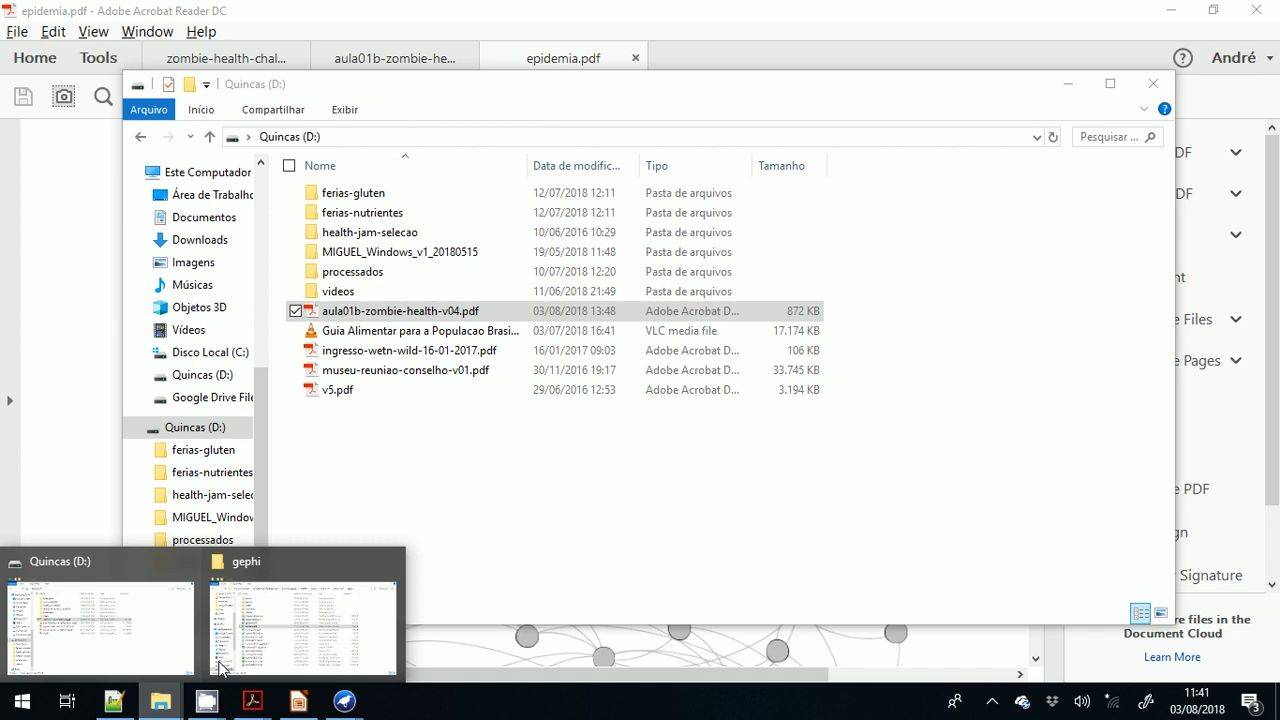 epidemia.pdf - Adobe Acrobat Reader DC
File Edit View Window Help
Home Tools zombie-health-chal... aula01b-zombie-he... epidemia.pdf André
Quincas (D:)
Arquivo Início Compartilhar Exibir
Quincas (D:) Pesquisar ...
Nome Data de modific... Tipo Tamanho
Este Computador
Área de Trabalho
Documentos
Downloads
Imagens
Músicas
Objetos 3D
Vídeos
Disco Local (C:)
Quincas (D:)
Google Drive File
Quincas (D:)
ferias-gluten
ferias-nutrientes
health-jam-selec
MIGUEL_Window
processados
ferias-gluten 12/07/2018 12:11 Pasta de arquivos
ferias-nutrientes 12/07/2018 12:11 Pasta de arquivos
health-jam-selecao 10/06/2016 10:29 Pasta de arquivos
MIGUEL_Windows_v1_20180515 19/05/2018 11:48 Pasta de arquivos
processados 10/07/2018 12:20 Pasta de arquivos
videos 11/06/2018 21:49 Pasta de arquivos
aula01b-zombie-health-v04.pdf 03/08/2018 13:48 Adobe Acrobat D... 872 KB
Guia Alimentar para a Populacao Brasi... 03/07/2018 16:41 VLC media file 17.174 KB
ingresso-wetn-wild-16-01-2017.pdf 16/01/2017 09:03 Adobe Acrobat D... 106 KB
museu-reuniao-conselho-v01.pdf 30/11/2016 19:17 Adobe Acrobat D... 33.745 KB
v5.pdf 29/06/2016 12:53 Adobe Acrobat D... 3.194 KB
DF
DF
nt
e Files
e Pages
e PDF
gn
Signature
es in the
Document Cloud
Quincas (D:) gephi
11:41
03/08/2018
3